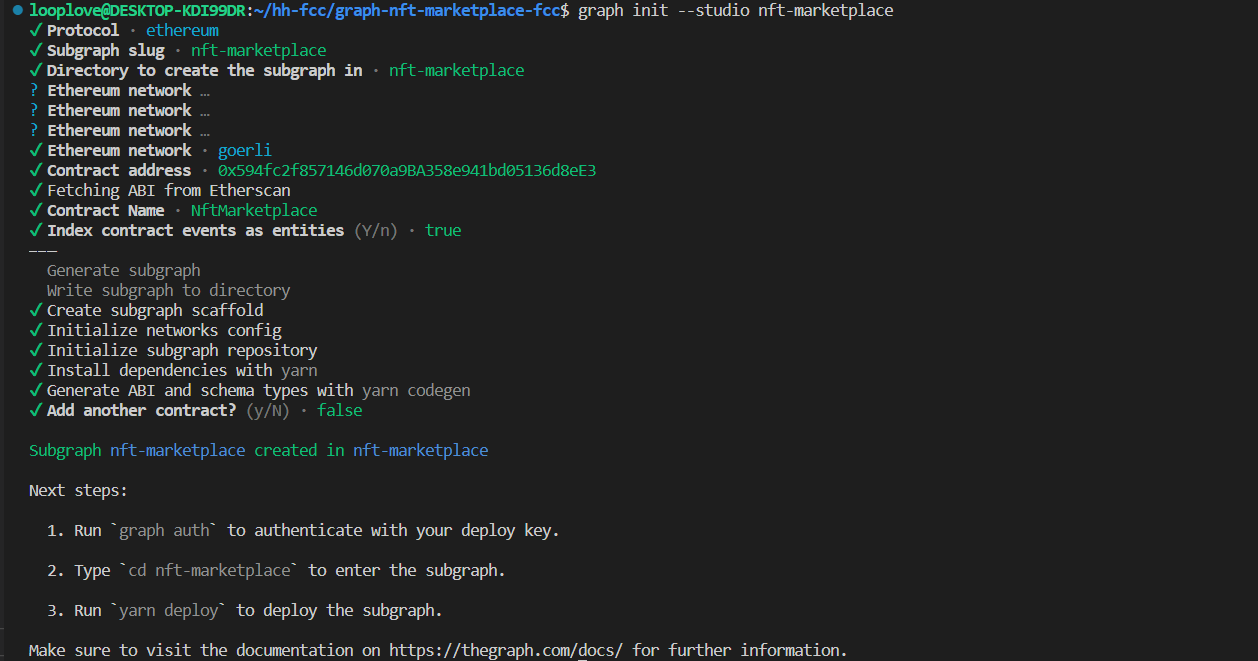 looplove@DESKTOP-KDI99DR:~/hh-fcc/graph-nft-marketplace-fcc$ graph init --studio nft-marketplace
✓ Protocol · ethereum
✓ Subgraph slug · nft-marketplace
✓ Directory to create the subgraph in · nft-marketplace
? Ethereum network …
? Ethereum network …
? Ethereum network …
✓ Ethereum network · goerli
✓ Contract address · 0x594fc2f857146d070a9BA358e941bd05136d8eE3
✓ Fetching ABI from Etherscan
✓ Contract Name · NftMarketplace
✓ Index contract events as entities (Y/n) · true
———
Generate subgraph
Write subgraph to directory
✓ Create subgraph scaffold
✓ Initialize networks config
✓ Initialize subgraph repository
✓ Install dependencies with yarn
✓ Generate ABI and schema types with yarn codegen
✓ Add another contract? (y/N) · false
Subgraph nft-marketplace created in nft-marketplace
Next steps:
1. Run `graph auth` to authenticate with your deploy key.
2. Type `cd nft-marketplace` to enter the subgraph.
3. Run `yarn deploy` to deploy the subgraph.
Make sure to visit the documentation on https://thegraph.com/docs/ for further information.